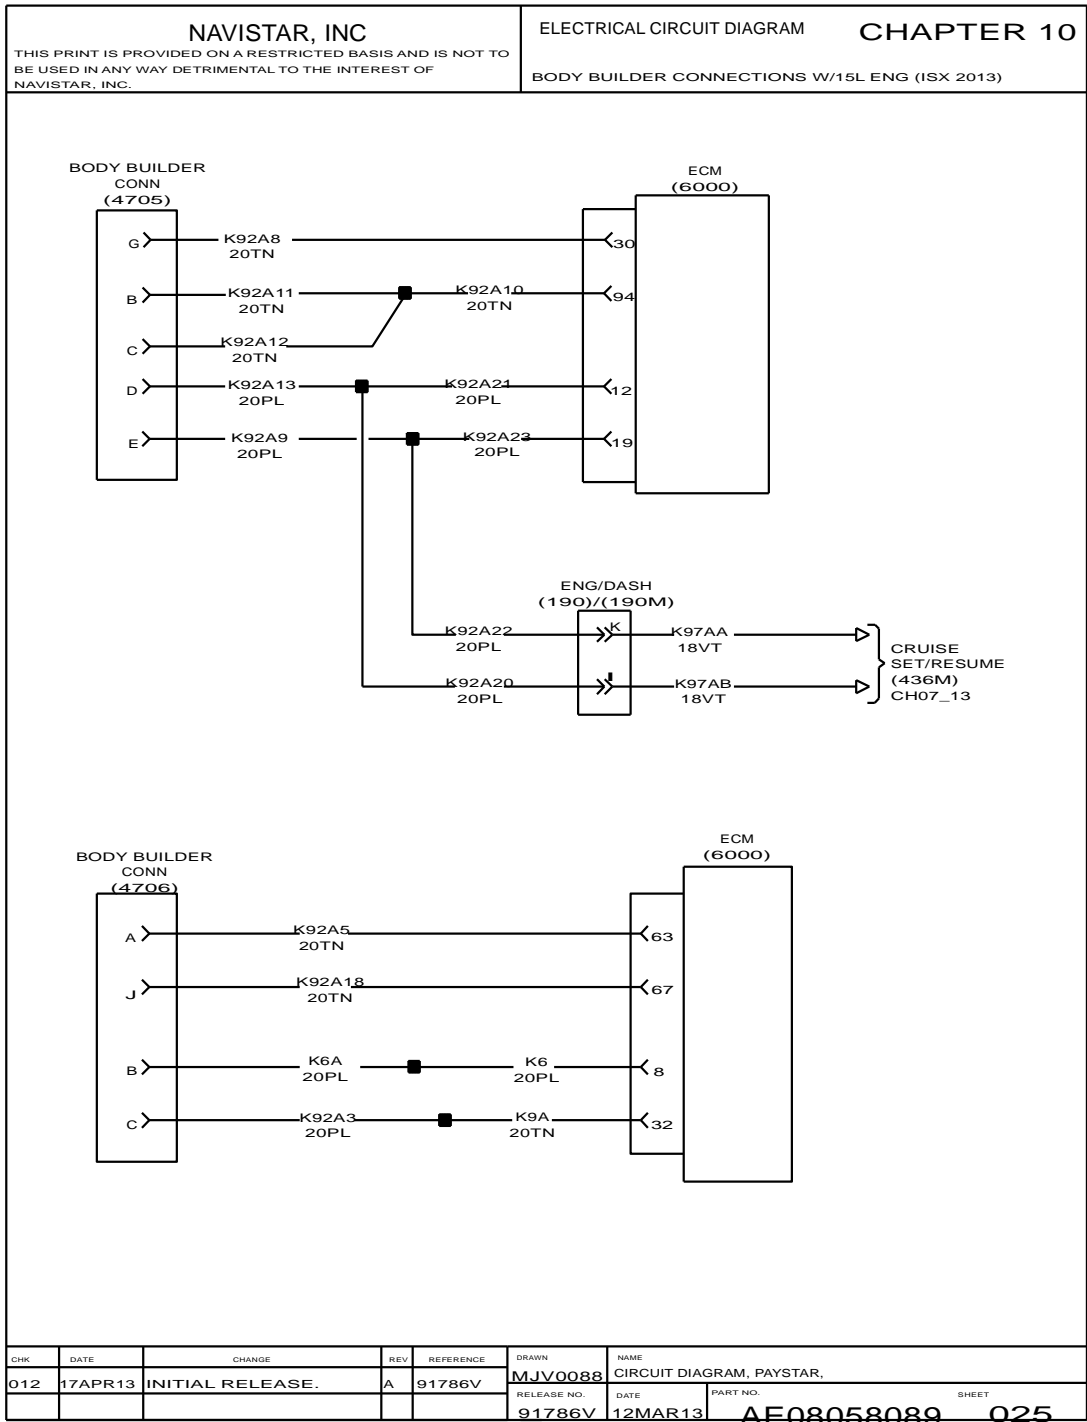 NAVISTAR, INC
THIS PRINT IS PROVIDED ON A RESTRICTED BASIS AND IS NOT TO
BE USED IN ANY WAY DETRIMENTAL TO THE INTEREST OF
NAVISTAR, INC.
ELECTRICAL CIRCUIT DIAGRAM
CHAPTER 10
BODY BUILDER CONNECTIONS W/15L ENG (ISX 2013)
BODY BUILDER
CONN
(4705)
ECM
(6000)
G
K92A8
20TN
30
B
K92A11
20TN
K92A10
20TN
94
C
K92A12
20TN
D
K92A13
20PL
K92A21
20PL
12
E
K92A9
20PL
K92A23
20PL
19
ENG/DASH
(190)/(190M)
K92A22
20PL
K
K97AA
18VT
K92A20
20PL
K97AB
18VT
CRUISE
SET/RESUME
(436M)
CH07_13
BODY BUILDER
CONN
(4706)
ECM
(6000)
A
K92A5
20TN
63
J
K92A18
20TN
67
B
K6A
20PL
K6
20PL
8
C
K92A3
20PL
K9A
20TN
32
CHK
DATE
CHANGE
REV
REFERENCE
012
17APR13
INITIAL RELEASE.
A
91786V
DRAWN
MJV0088
NAME
CIRCUIT DIAGRAM, PAYSTAR,
RELEASE NO.
91786V
DATE
12MAR13
PART NO.
AF08058089
SHEET
025